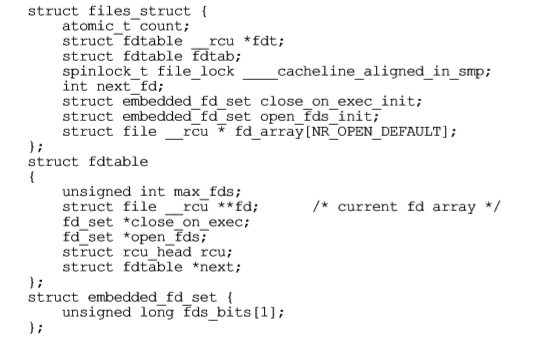 struct files_struct {
    atomic_t count;
    struct fdtable __rcu *fdt;
    struct fdtable fdtab;
    spinlock_t file_lock ____cacheline_aligned_in_smp;
    int next_fd;
    struct embedded_fd_set close_on_exec_init;
    struct embedded_fd_set open_fds_init;
    struct file __rcu * fd_array[NR_OPEN_DEFAULT];
};
struct fdtable
{
    unsigned int max_fds;
    struct file __rcu **fd;      /* current fd array */
    fd_set *close_on_exec;
    fd_set *open_fds;
    struct rcu_head rcu;
    struct fdtable *next;
};
struct embedded_fd_set {
    unsigned long fds_bits[1];
};